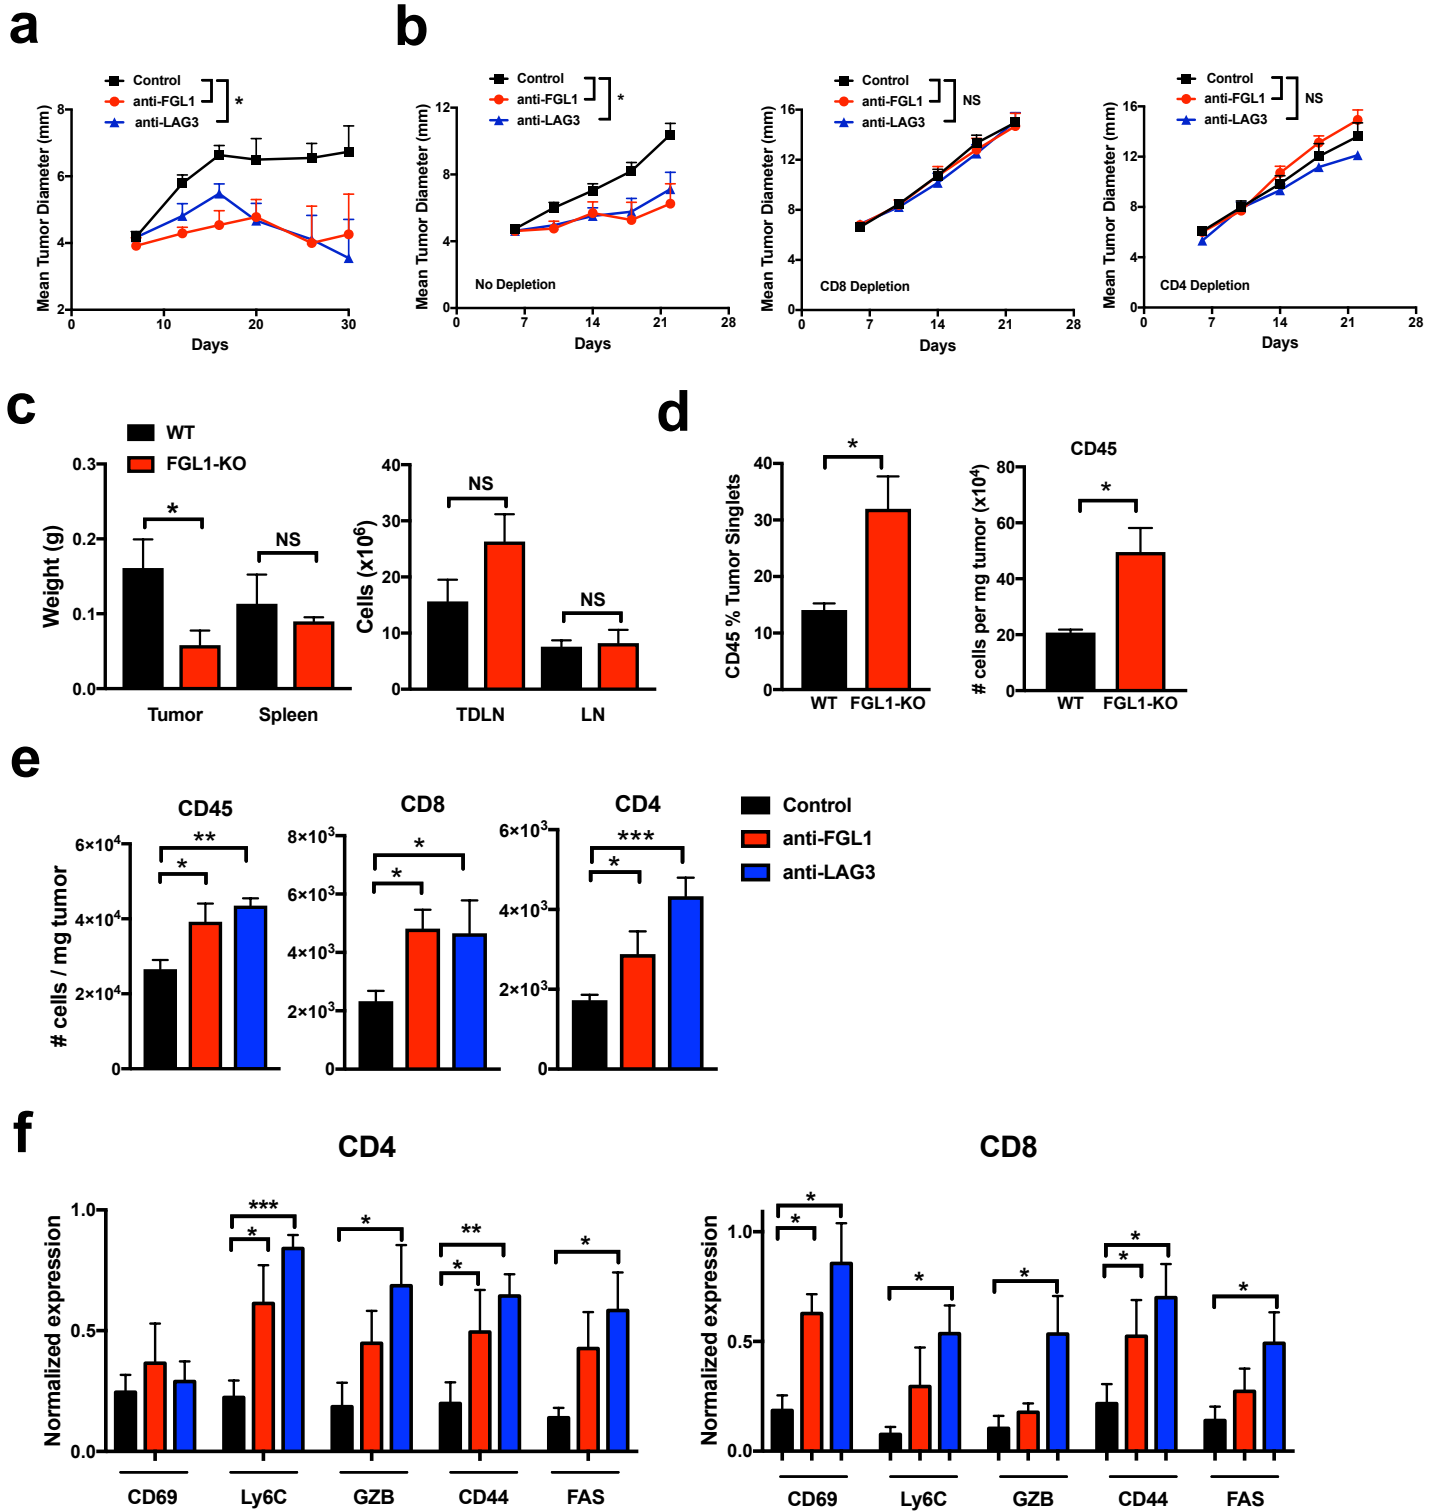 a
b
Control
anti-FGL1
anti-LAG3
*
Mean Tumor Diameter (mm)
8
6
4
2
0 10 20 30
Days
Control
anti-FGL1
anti-LAG3
*
Mean Tumor Diameter (mm)
12
8
4
0
No Depletion
0 7 14 21 28
Days
Control
anti-FGL1
anti-LAG3
NS
Mean Tumor Diameter (mm)
16
12
8
4
0
CD8 Depletion
0 7 14 21 28
Days
Control
anti-FGL1
anti-LAG3
NS
Mean Tumor Diameter (mm)
16
12
8
4
0
CD4 Depletion
0 7 14 21 28
Days
c
WT
FGL1-KO
Weight (g)
0.3
0.2
0.1
0.0
*
NS
Tumor Spleen
Cells (x10⁶)
40
30
20
10
0
NS
NS
TDLN LN
d
CD45 % Tumor Singlets
40
30
20
10
0
*
WT FGL1-KO
CD45
# cells per mg tumor (x10⁴)
80
60
40
20
0
*
WT FGL1-KO
e
CD45
# cells / mg tumor
6×10⁴
4×10⁴
2×10⁴
0
**
*
CD8
8×10³
6×10³
4×10³
2×10³
0
*
*
CD4
6×10³
4×10³
2×10³
0
***
*
Control
anti-FGL1
anti-LAG3
f
CD4
Normalized expression
1.0
0.5
0.0
***
*
*
**
*
*
CD69 Ly6C GZB CD44 FAS
CD8
Normalized expression
1.0
0.5
0.0
*
*
*
*
*
*
*
CD69 Ly6C GZB CD44 FAS